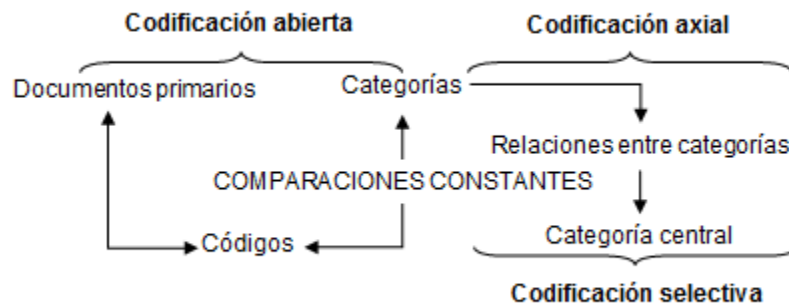 Codificación abierta
Codificación axial
Documentos primarios
Categorías
Relaciones entre categorías
COMPARACIONES CONSTANTES
Códigos
Categoría central
Codificación selectiva